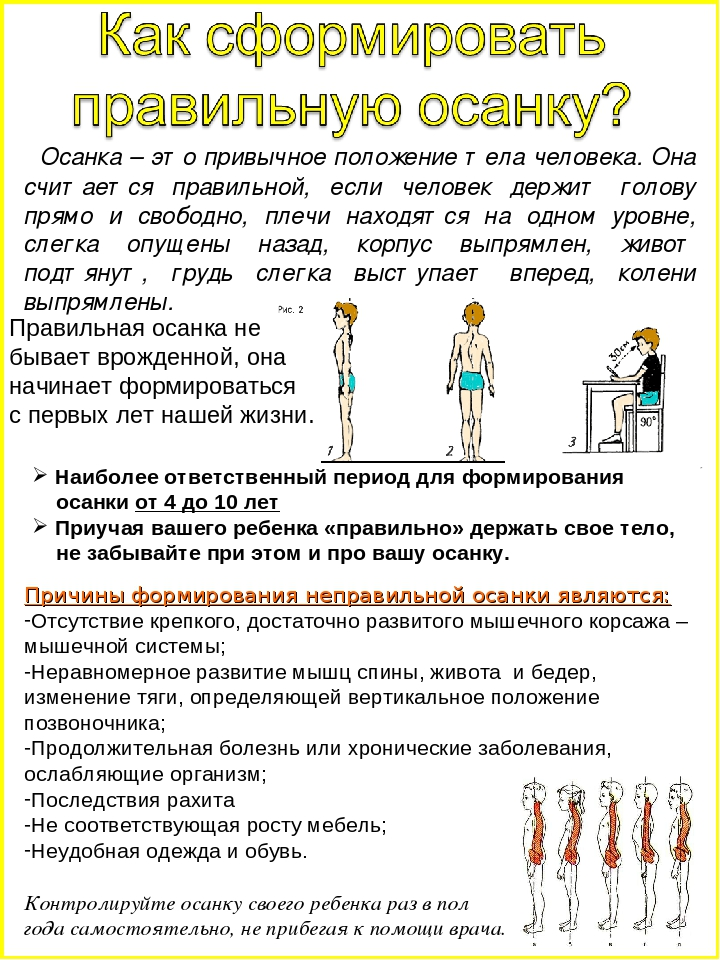 Как сформировать
правильную осанку?
Осанка – эт о привычное положение т ела человека. Она
счит ает ся правильной, если человек держит голову
прямо и свободно, плечи находят ся на одном уровне,
слегка опущены назад, корпус выпрямлен, живот
подт янут , грудь слегка выст упает вперед, колени
выпрямлены.
Рис. 2
Правильная осанка не
бывает врожденной, она
начинает формироваться
с первых лет нашей жизни.
30см
90°
1
2
3
Наиболее ответственный период для формирования
осанки от 4 до 10 лет
Приучая вашего ребенка «правильно» держать свое тело,
не забывайте при этом и про вашу осанку.
Причины формирования неправильной осанки являются:
-Отсутствие крепкого, достаточно развитого мышечного корсажа –
мышечной системы;
-Неравномерное развитие мышц спины, живота и бедер,
изменение тяги, определяющей вертикальное положение
позвоночника;
-Продолжительная болезнь или хронические заболевания,
ослабляющие организм;
-Последствия рахита
-Не соответствующая росту мебель;
-Неудобная одежда и обувь.
Контролируйте осанку своего ребенка раз в пол
года самостоятельно, не прибегая к помощи врача.